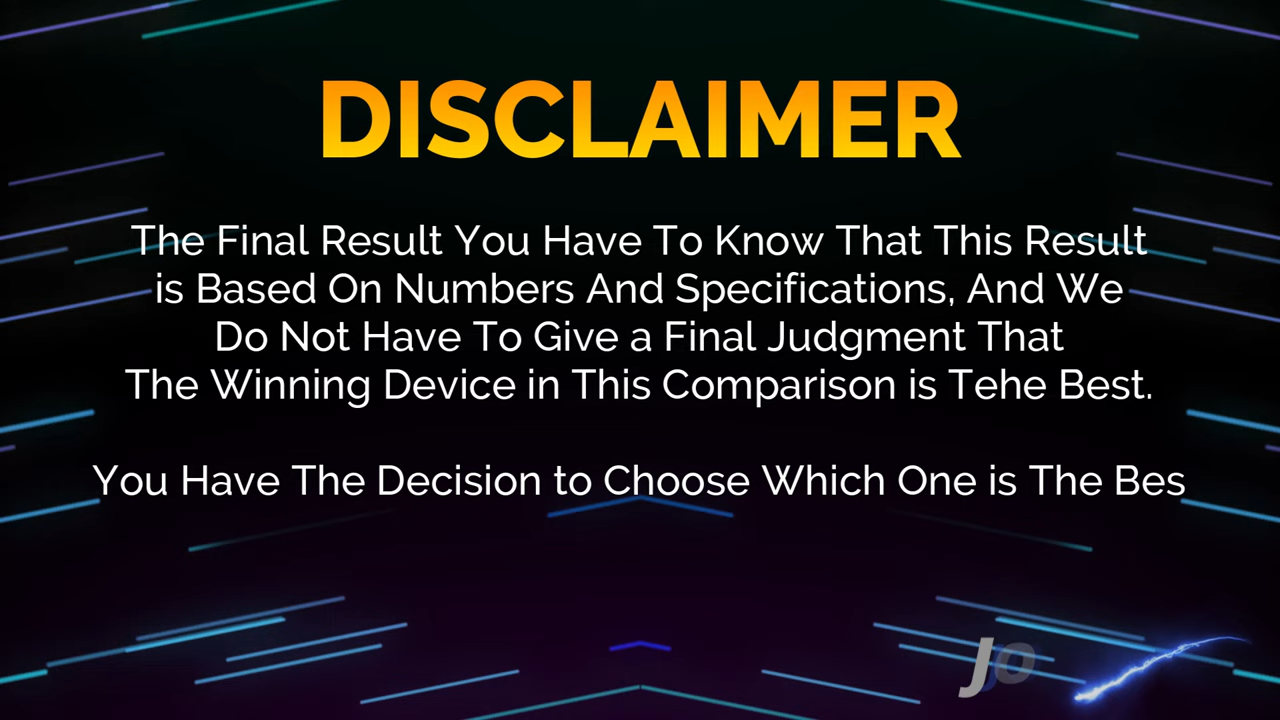 DISCLAIMER
The Final Result You Have To Know That This Result
is Based On Numbers And Specifications, And We
Do Not Have To Give a Final Judgment That
The Winning Device in This Comparison is Tehe Best.
You Have The Decision to Choose Which One is The Bes
Jo